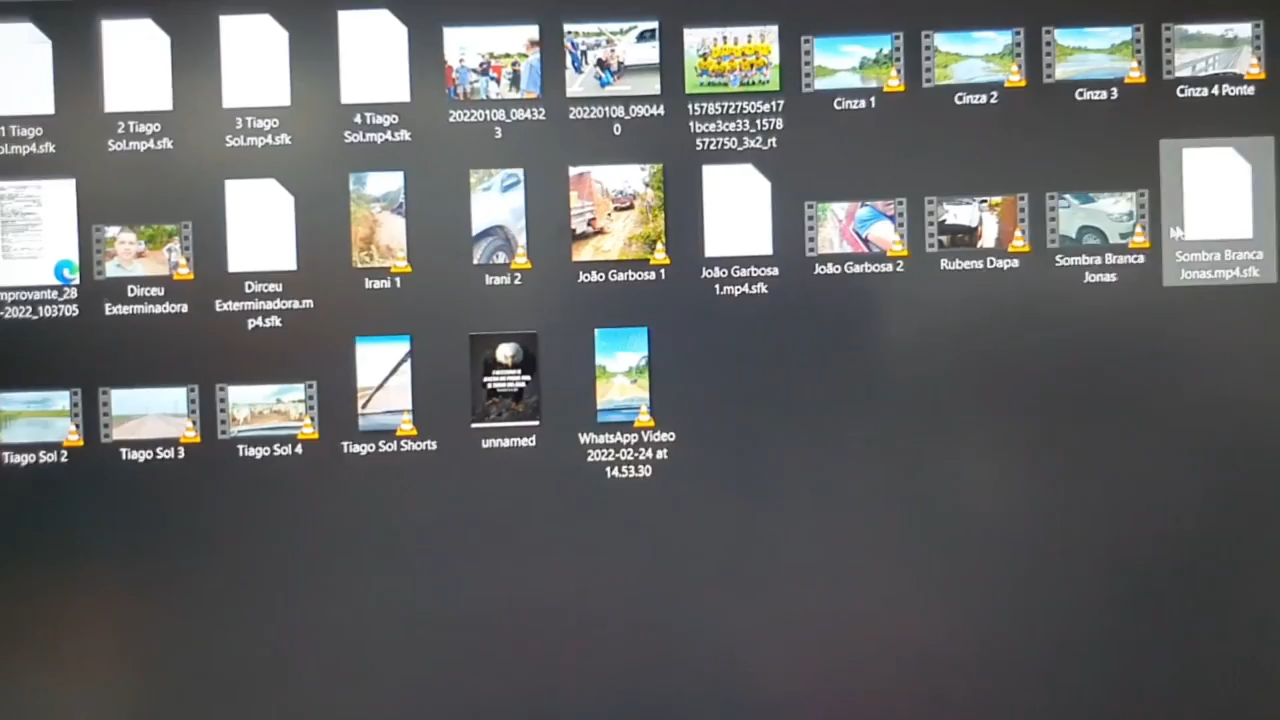 1 Tiago
ol.mp4.sfk
2 Tiago
Sol.mp4.sfk
3 Tiago
Sol.mp4.sfk
4 Tiago
Sol.mp4.sfk
20220108_08432
3
20220108_09044
0
15785727505e17
1bce3ce33_1578
572750_3x2_rt
Cinza 1
Cinza 2
Cinza 3
Cinza 4 Ponte
mprovante_28
-2022_103705
Dirceu
Exterminadora
Dirceu
Exterminadora.m
p4.sfk
Irani 1
Irani 2
João Garbosa 1
João Garbosa
1.mp4.sfk
João Garbosa 2
Rubens Dapa
Sombra Branca
Jonas
Sombra Branca
Jonas.mp4.sfk
Tiago Sol 2
Tiago Sol 3
Tiago Sol 4
Tiago Sol Shorts
unnamed
WhatsApp Video
2022-02-24 at
14.53.30